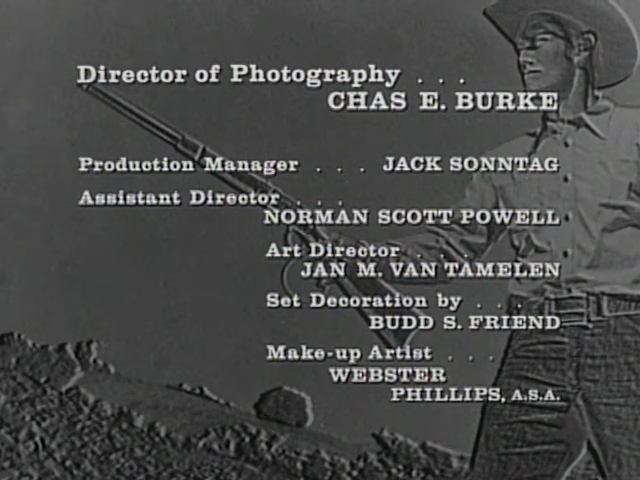 Director of Photography . . .
CHAS E. BURKE
Production Manager . . . JACK SONNTAG
Assistant Director . . .
NORMAN SCOTT POWELL
Art Director . . .
JAN M. VAN TAMELEN
Set Decoration by . . .
BUDD S. FRIEND
Make-up Artist . . .
WEBSTER
PHILLIPS, A.S.A.